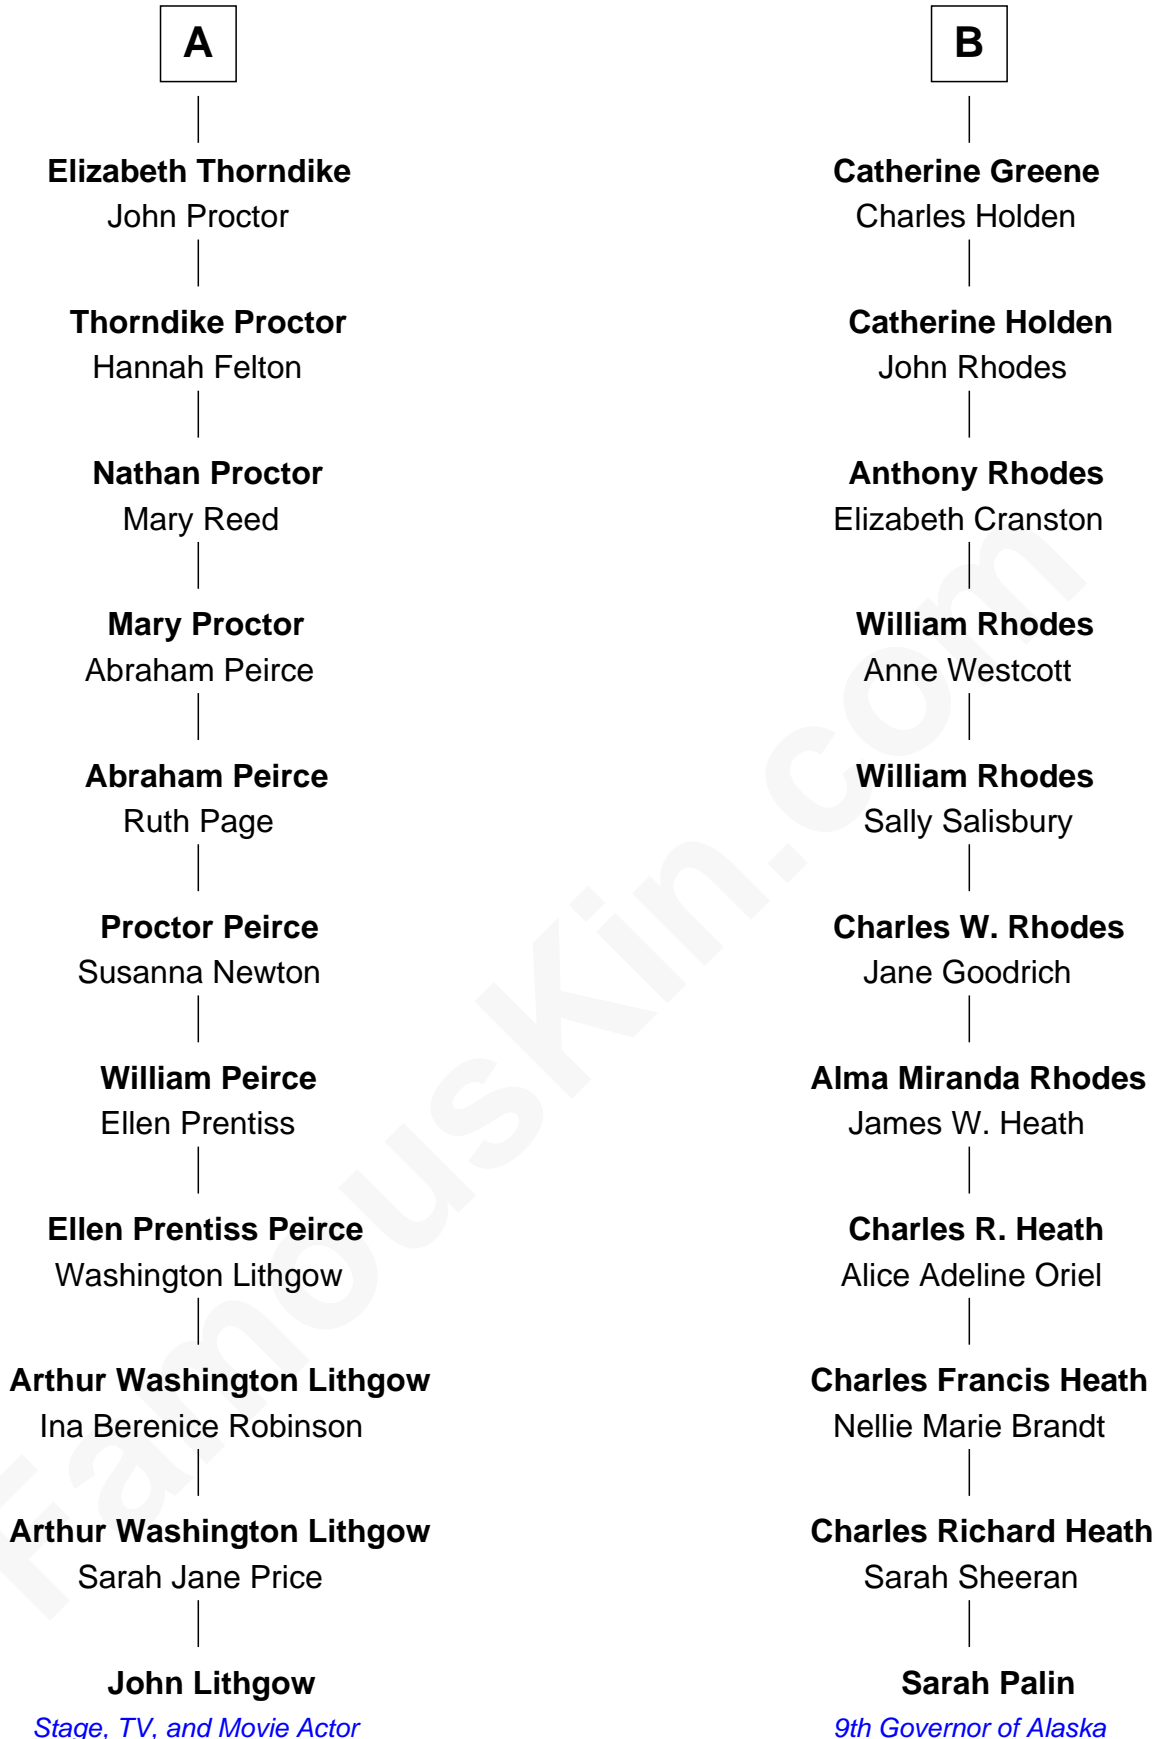 A
Elizabeth Thorndike
John Proctor
Thorndike Proctor
Hannah Felton
Nathan Proctor
Mary Reed
Mary Proctor
Abraham Peirce
Abraham Peirce
Ruth Page
Proctor Peirce
Susanna Newton
William Peirce
Ellen Prentiss
Ellen Prentiss Peirce
Washington Lithgow
Arthur Washington Lithgow
Ina Berenice Robinson
Arthur Washington Lithgow
Sarah Jane Price
John Lithgow
Stage, TV, and Movie Actor
B
Catherine Greene
Charles Holden
Catherine Holden
John Rhodes
Anthony Rhodes
Elizabeth Cranston
William Rhodes
Anne Westcott
William Rhodes
Sally Salisbury
Charles W. Rhodes
Jane Goodrich
Alma Miranda Rhodes
James W. Heath
Charles R. Heath
Alice Adeline Oriel
Charles Francis Heath
Nellie Marie Brandt
Charles Richard Heath
Sarah Sheeran
Sarah Palin
9th Governor of Alaska
FamousKin.com